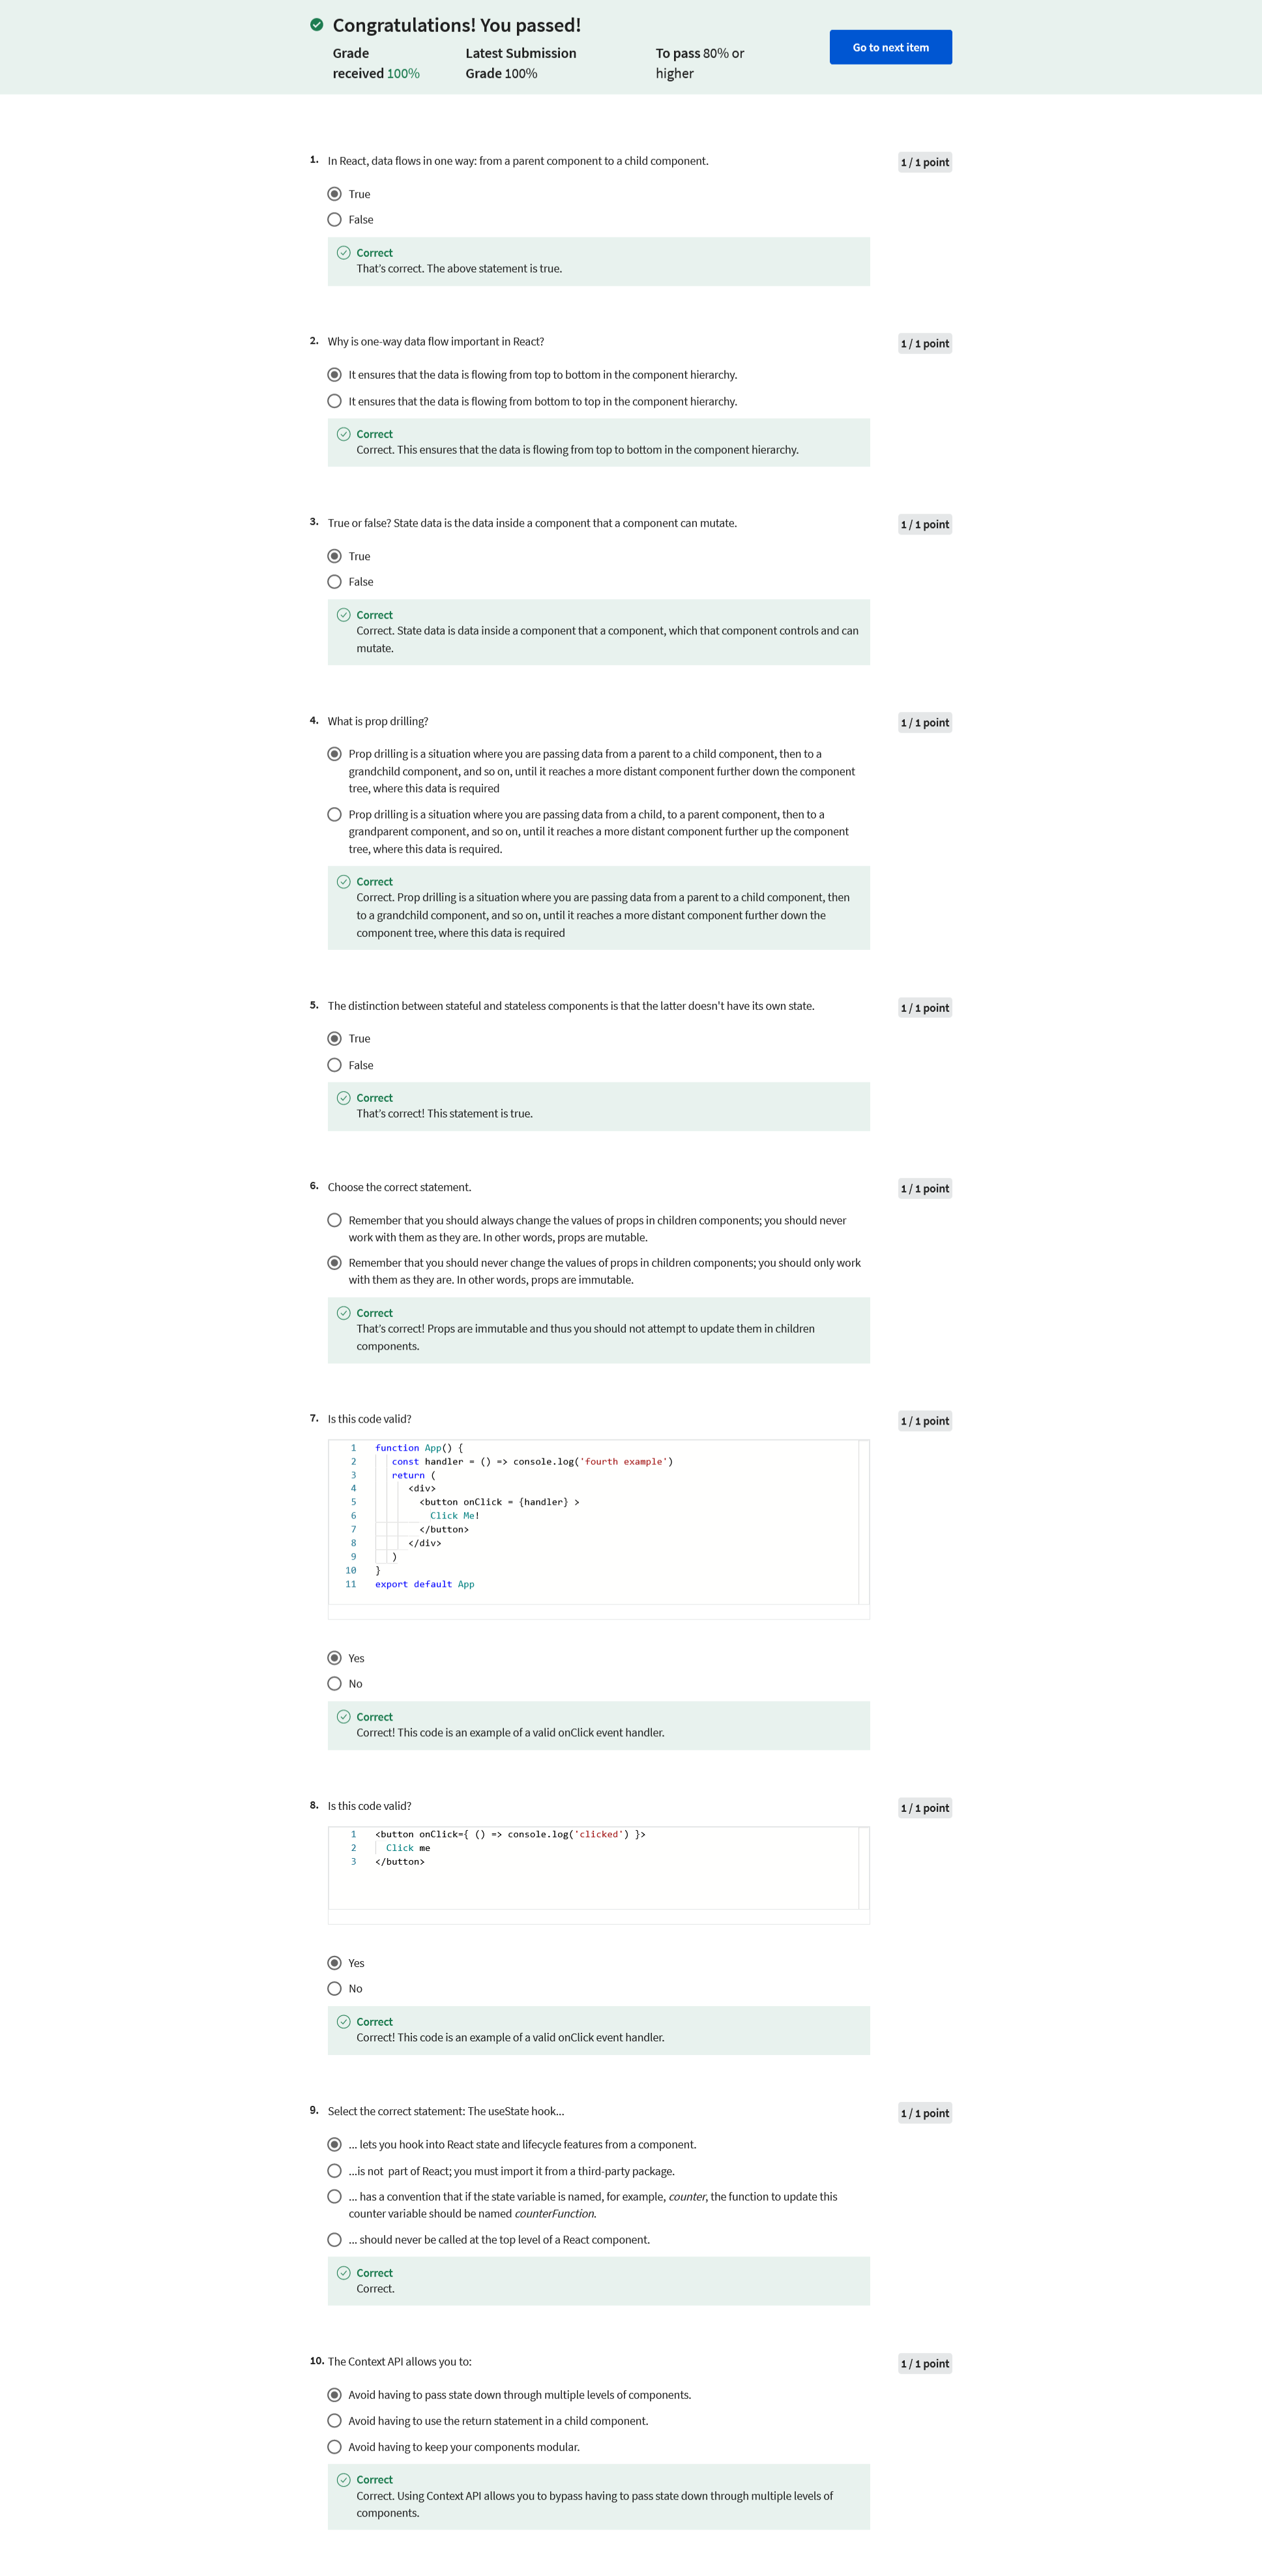 Congratulations! You passed!
Grade received 100%
Latest Submission Grade 100%
To pass 80% or higher
Go to next item
1. In React, data flows in one way: from a parent component to a child component.
1 / 1 point
True
False
Correct
That's correct. The above statement is true.
2. Why is one-way data flow important in React?
1 / 1 point
It ensures that the data is flowing from top to bottom in the component hierarchy.
It ensures that the data is flowing from bottom to top in the component hierarchy.
Correct
Correct. This ensures that the data is flowing from top to bottom in the component hierarchy.
3. True or false? State data is the data inside a component that a component can mutate.
1 / 1 point
True
False
Correct
Correct. State data is data inside a component that a component, which that component controls and can
mutate.
4. What is prop drilling?
1 / 1 point
Prop drilling is a situation where you are passing data from a parent to a child component, then to a
grandchild component, and so on, until it reaches a more distant component further down the component
tree, where this data is required
Prop drilling is a situation where you are passing data from a child, to a parent component, then to a
grandparent component, and so on, until it reaches a more distant component further up the component
tree, where this data is required.
Correct
Correct. Prop drilling is a situation where you are passing data from a parent to a child component, then
to a grandchild component, and so on, until it reaches a more distant component further down the
component tree, where this data is required
5. The distinction between stateful and stateless components is that the latter doesn't have its own state.
1 / 1 point
True
False
Correct
That's correct! This statement is true.
6. Choose the correct statement.
1 / 1 point
Remember that you should always change the values of props in children components; you should never
work with them as they are. In other words, props are mutable.
Remember that you should never change the values of props in children components; you should only work
with them as they are. In other words, props are immutable.
Correct
That's correct! Props are immutable and thus you should not attempt to update them in children
components.
7. Is this code valid?
1 / 1 point
1 function App() {
2 const handler = () => console.log('fourth example')
3 return (
4 <div>
5 <button onClick = {handler} >
6 Click Me!
7 </button>
8 </div>
9 )
10 }
11 export default App
Yes
No
Correct
Correct! This code is an example of a valid onClick event handler.
8. Is this code valid?
1 / 1 point
1 <button onClick={ () => console.log('clicked') }>
2 Click me
3 </button>
Yes
No
Correct
Correct! This code is an example of a valid onClick event handler.
9. Select the correct statement: The useState hook...
1 / 1 point
... lets you hook into React state and lifecycle features from a component.
...is not part of React; you must import it from a third-party package.
... has a convention that if the state variable is named, for example, counter, the function to update this
counter variable should be named counterFunction.
... should never be called at the top level of a React component.
Correct
Correct.
10. The Context API allows you to:
1 / 1 point
Avoid having to pass state down through multiple levels of components.
Avoid having to use the return statement in a child component.
Avoid having to keep your components modular.
Correct
Correct. Using Context API allows you to bypass having to pass state down through multiple levels of
components.